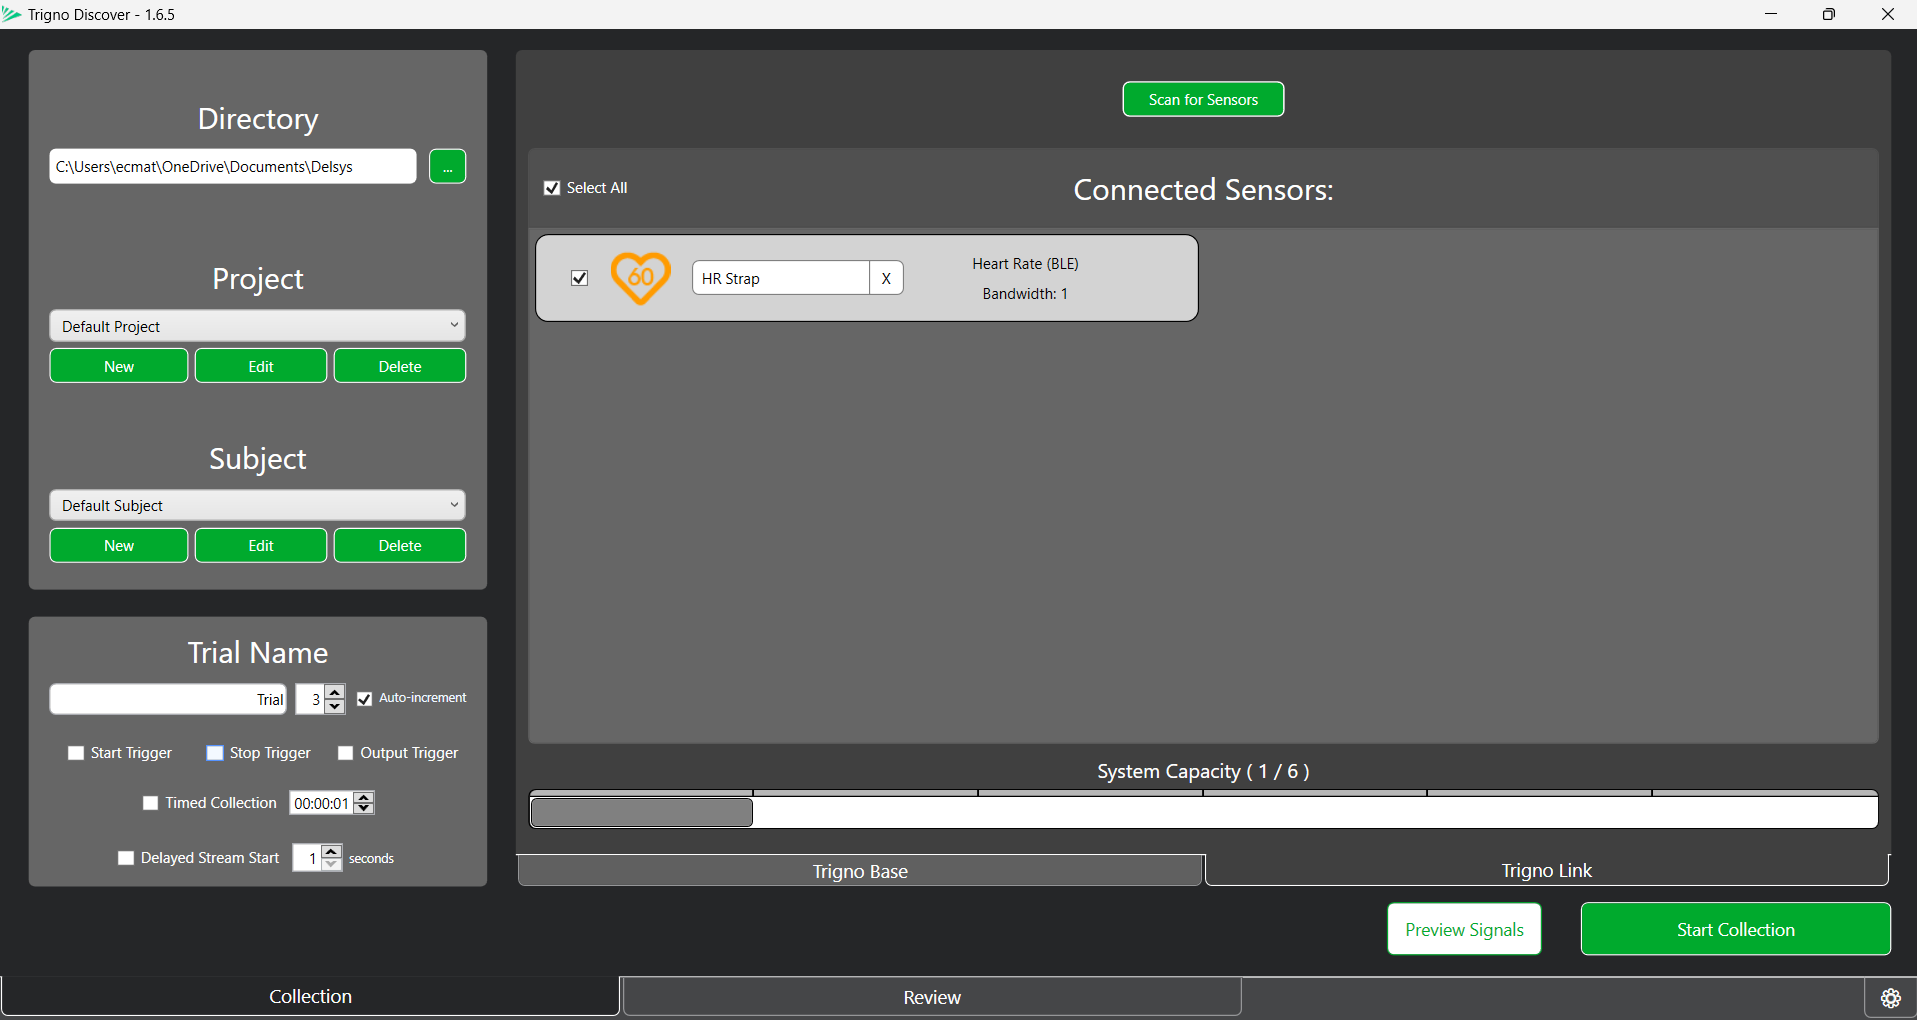 Trigno Discover - 1.6.5
Directory
C:\Users\ecmat\OneDrive\Documents\Delsys
...
Project
Default Project
New Edit Delete
Subject
Default Subject
New Edit Delete
Trial Name
Trial 3 Auto-increment
Start Trigger Stop Trigger Output Trigger
Timed Collection 00:00:01
Delayed Stream Start 1 seconds
Scan for Sensors
Select All
Connected Sensors:
60
HR Strap X
Heart Rate (BLE)
Bandwidth: 1
System Capacity ( 1 / 6 )
Trigno Base
Trigno Link
Preview Signals
Start Collection
Collection
Review